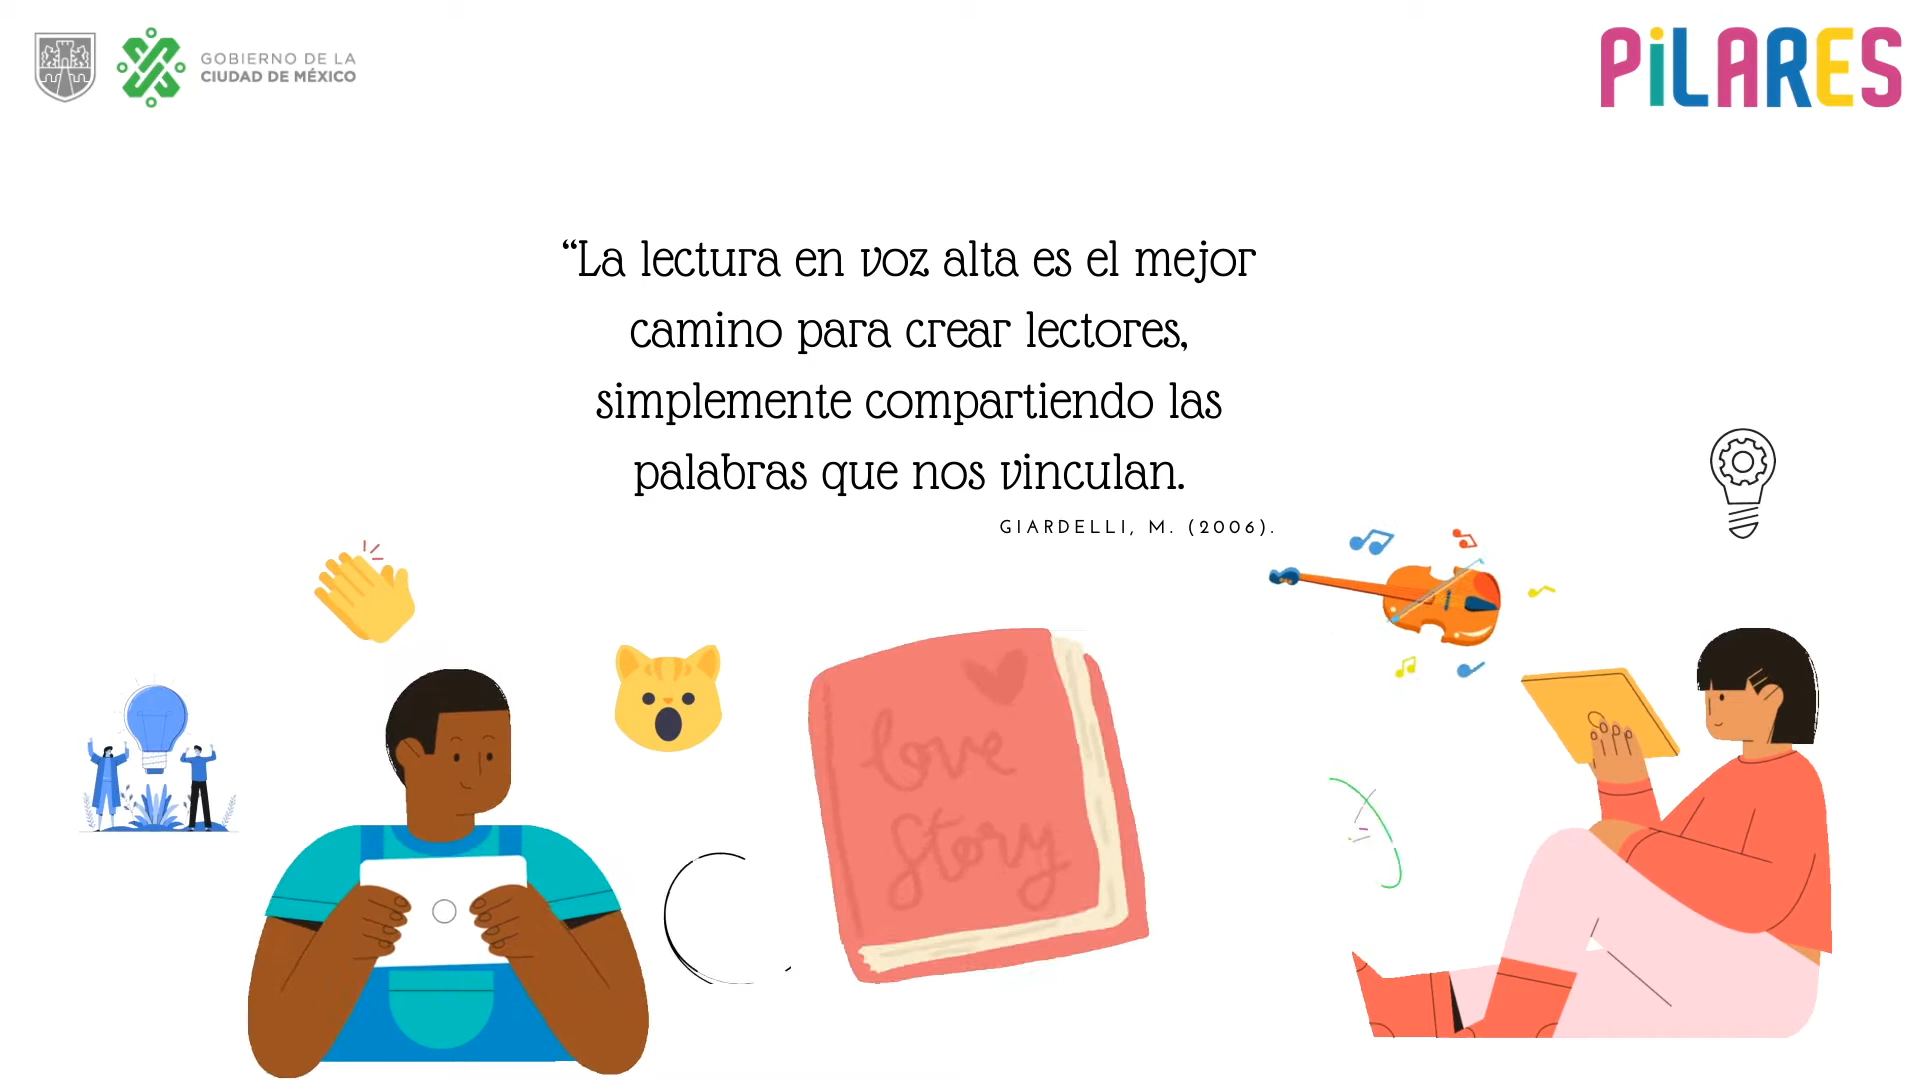 GOBIERNO DE LA
CIUDAD DE MÉXICO
PiLARES
“La lectura en voz alta es el mejor
camino para crear lectores,
simplemente compartiendo las
palabras que nos vinculan.
GIARDELLI, M. (2006).
love
Story